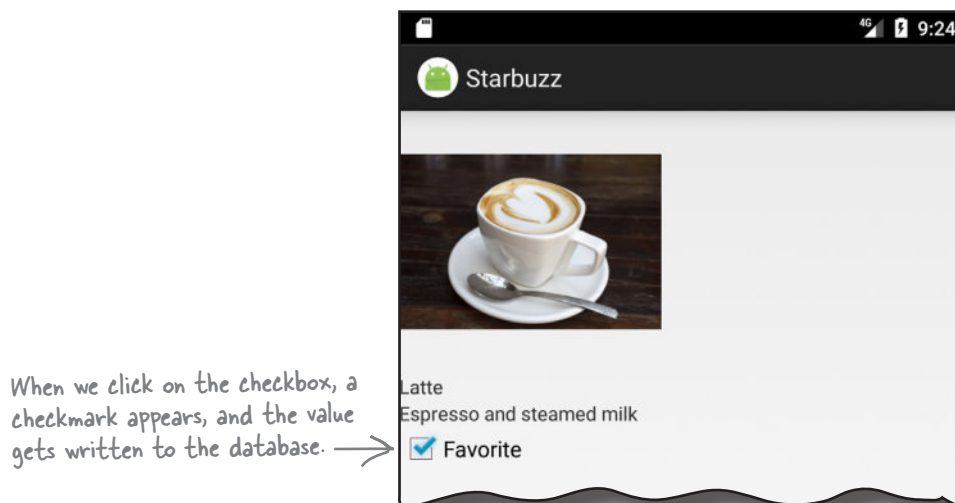 4G 9:24
Starbuzz
Latte
Espresso and steamed milk
When we click on the checkbox, a
checkmark appears, and the value
gets written to the database.
Favorite